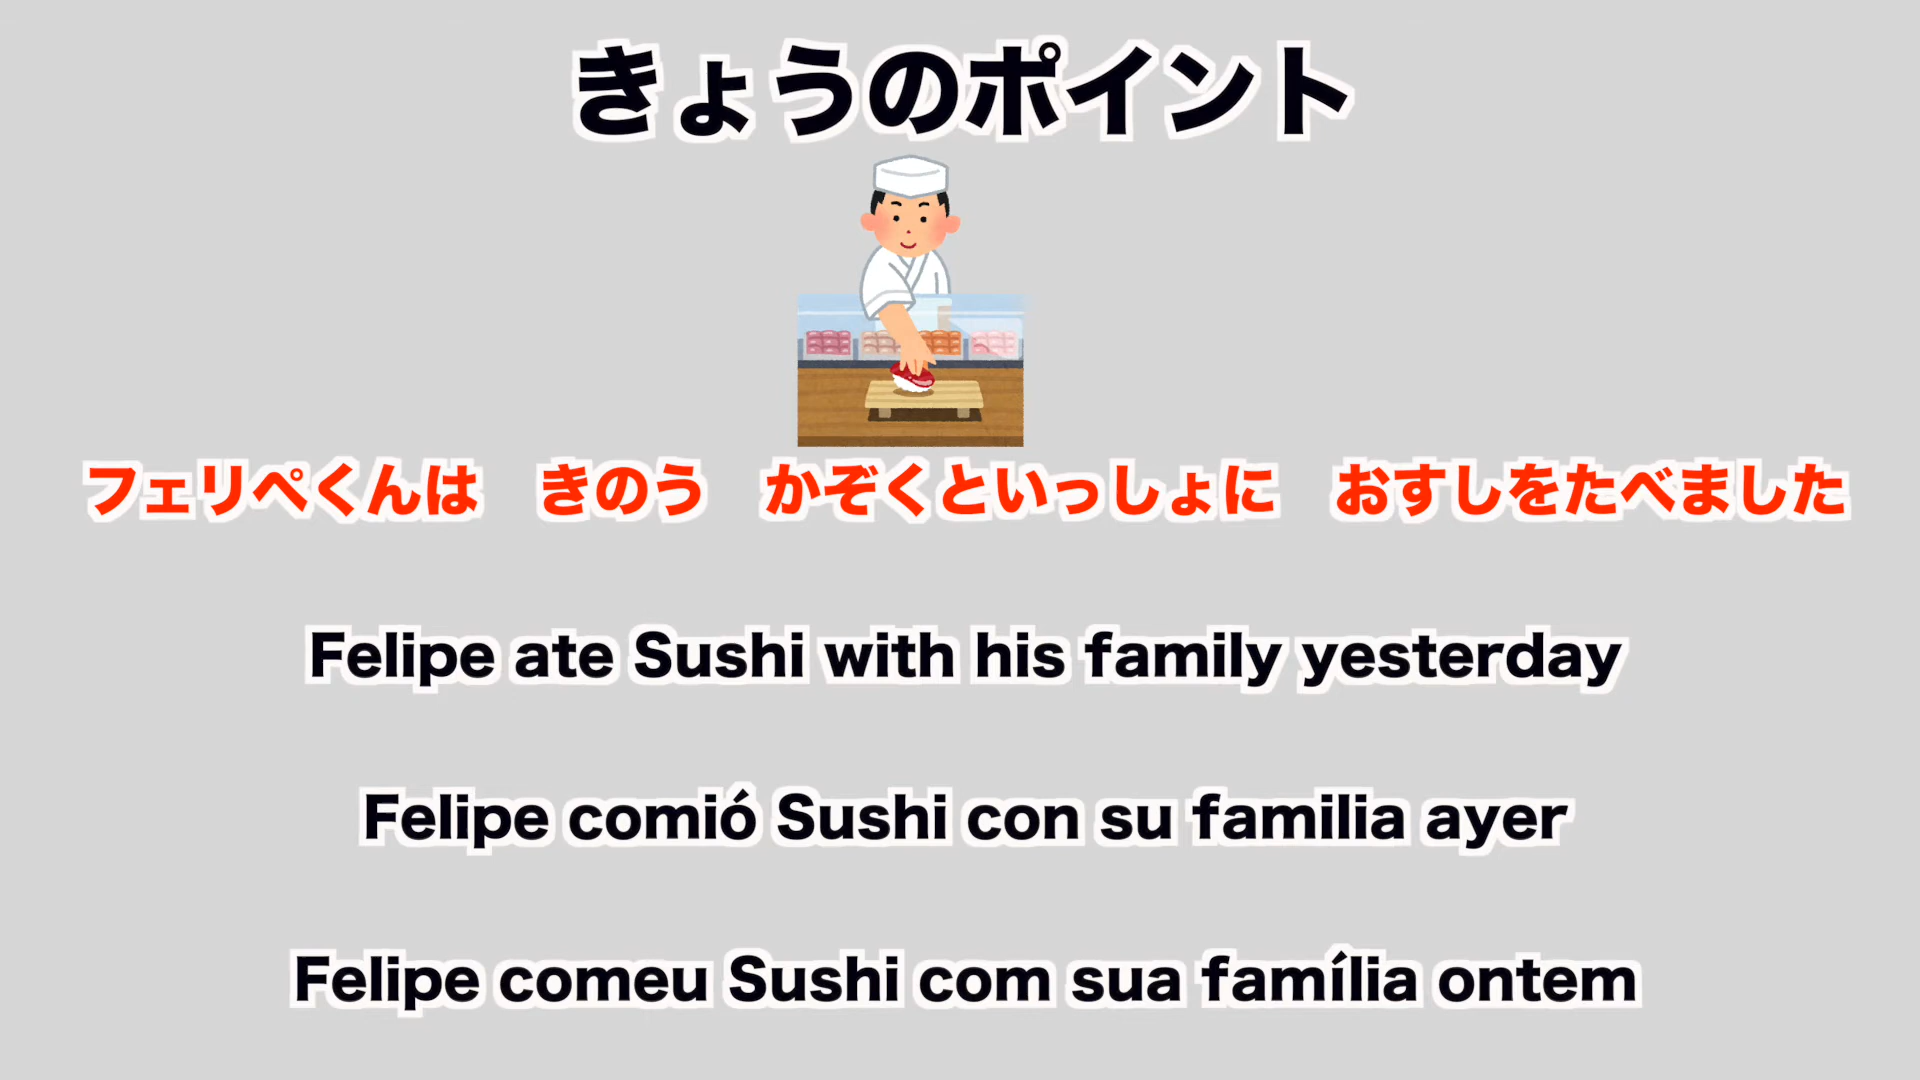 きょうのポイント
フェリペくんは　きのう　かぞくといっしょに　おすしをたべました
Felipe ate Sushi with his family yesterday
Felipe comió Sushi con su familia ayer
Felipe comeu Sushi com sua família ontem